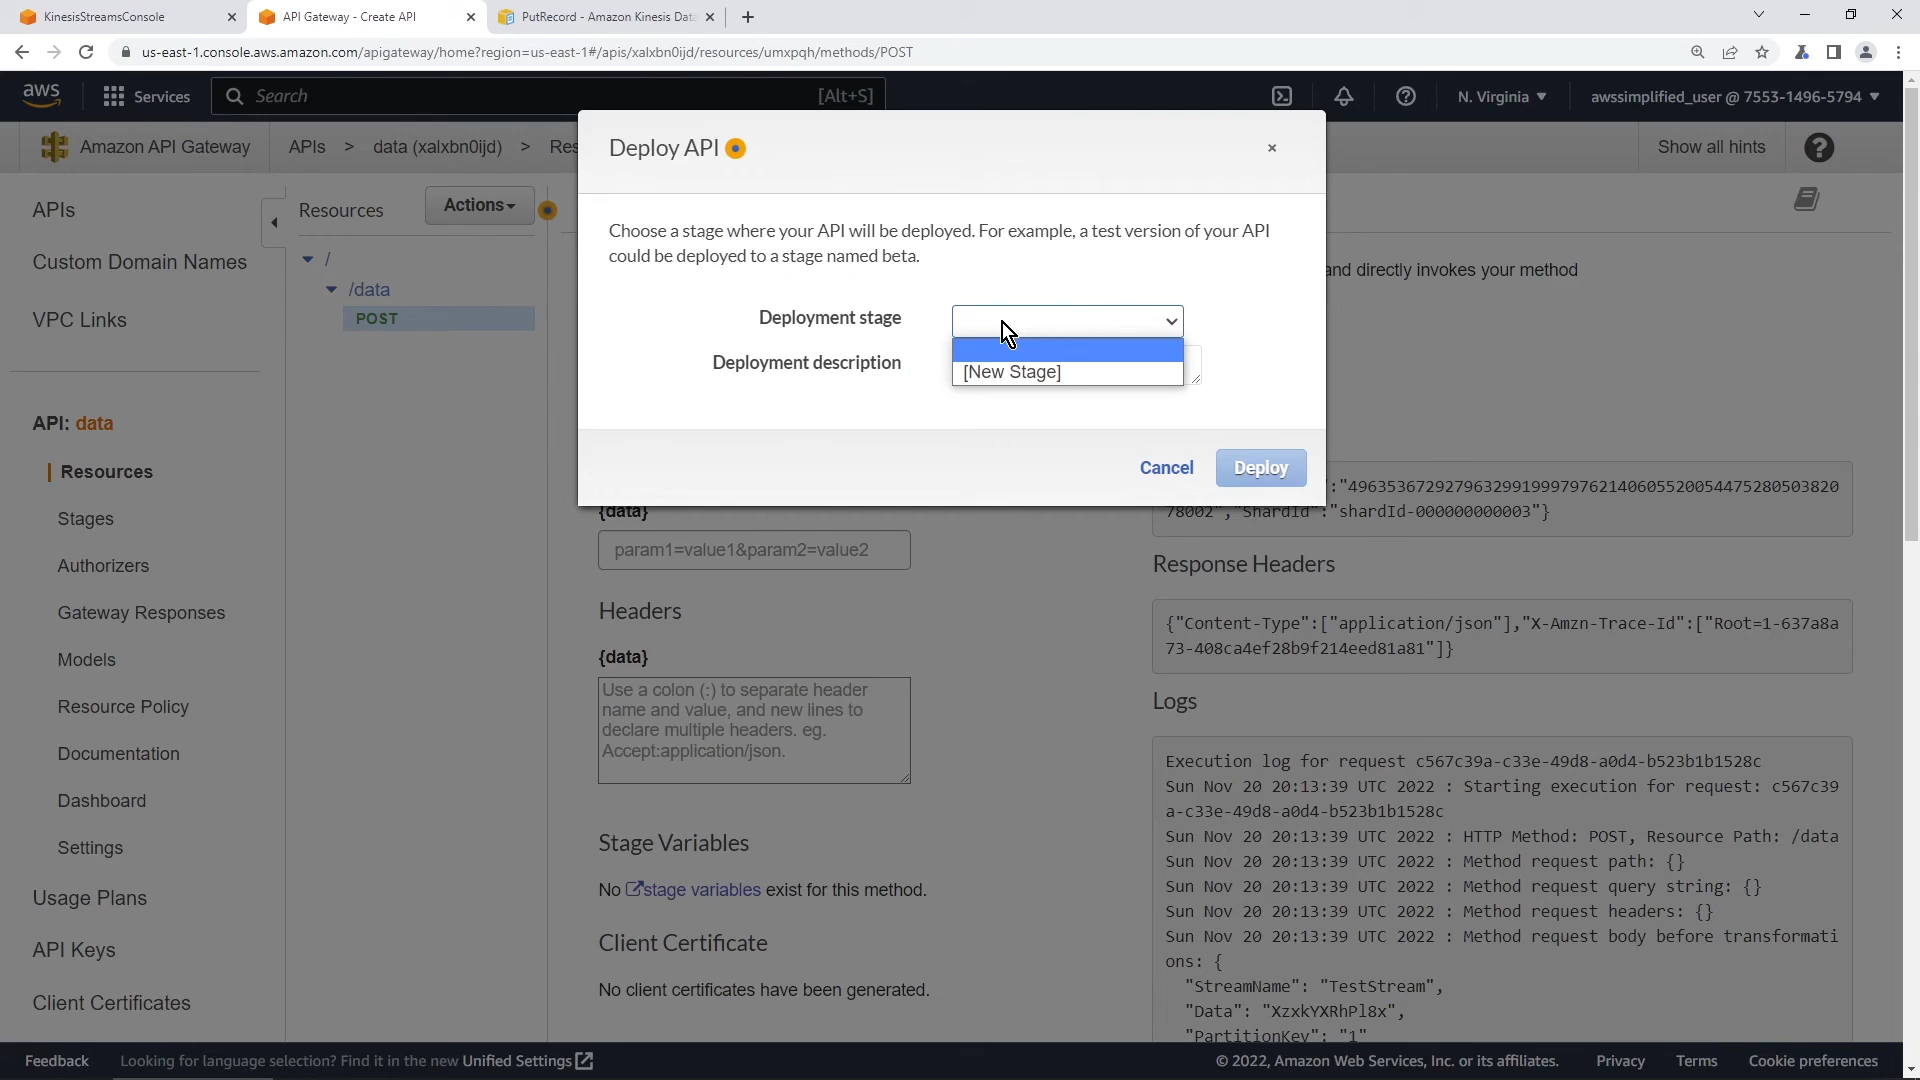 KinesisStreamsConsole
API Gateway - Create API
PutRecord - Amazon Kinesis Dat
us-east-1.console.aws.amazon.com/apigateway/home?region=us-east-1#/apis/xalxbn0ijd/resources/umxpqh/methods/POST
aws
Services
Search
[Alt+S]
N. Virginia
awssimplified_user @ 7553-1496-5794
Amazon API Gateway
APIs > data (xalxbn0ijd) > Res
Show all hints
Deploy API
Choose a stage where your API will be deployed. For example, a test version of your API
could be deployed to a stage named beta.
Deployment stage
Deployment description
[New Stage]
Cancel
Deploy
APIs
Custom Domain Names
VPC Links
API: data
Resources
Stages
Authorizers
Gateway Responses
Models
Resource Policy
Documentation
Dashboard
Settings
Usage Plans
API Keys
Client Certificates
Resources
Actions
/
/data
POST
{data}
param1=value1&param2=value2
Headers
{data}
Use a colon (:) to separate header
name and value, and new lines to
declare multiple headers. eg.
Accept:application/json.
Stage Variables
No stage variables exist for this method.
Client Certificate
No client certificates have been generated.
and directly invokes your method
":"49635367292796329919997976214060552005447528050382​0
78002","ShardId":"shardId-000000000003"}
Response Headers
{"Content-Type":["application/json"],"X-Amzn-Trace-Id":["Root=1-637a8a
73-408ca4ef28b9f214eed81a81"]}
Logs
Execution log for request c567c39a-c33e-49d8-a0d4-b523b1b1528c
Sun Nov 20 20:13:39 UTC 2022 : Starting execution for request: c567c39
a-c33e-49d8-a0d4-b523b1b1528c
Sun Nov 20 20:13:39 UTC 2022 : HTTP Method: POST, Resource Path: /data
Sun Nov 20 20:13:39 UTC 2022 : Method request path: {}
Sun Nov 20 20:13:39 UTC 2022 : Method request query string: {}
Sun Nov 20 20:13:39 UTC 2022 : Method request headers: {}
Sun Nov 20 20:13:39 UTC 2022 : Method request body before transformati
ons: {
"StreamName": "TestStream",
"Data": "XzxkYXRhPl8x",
"PartitionKey": "1"
Feedback
Looking for language selection? Find it in the new Unified Settings
© 2022, Amazon Web Services, Inc. or its affiliates.
Privacy
Terms
Cookie preferences